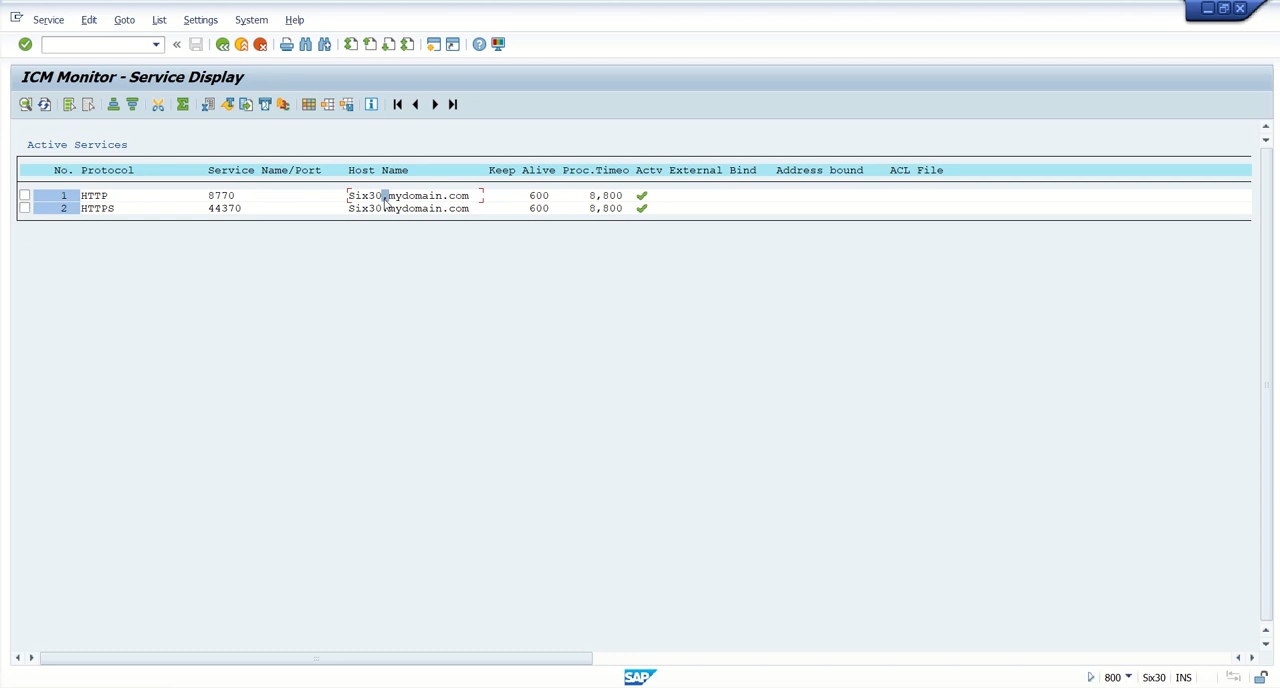 Service Edit Goto List Settings System Help
ICM Monitor - Service Display
Active Services
No. Protocol Service Name/Port Host Name Keep Alive Proc.Timeo Actv External Bind Address bound ACL File
1 HTTP 8770 Six30.mydomain.com 600 8,800
2 HTTPS 44370 Six30.mydomain.com 600 8,800
SAP 800 Six30 INS